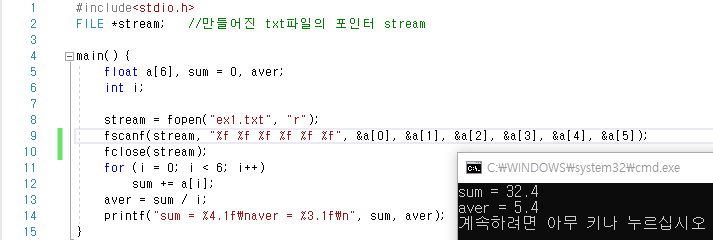 1 #include<stdio.h>
2 FILE *stream; //만들어진 txt파일의 포인터 stream
3
4 main() {
5 float a[6], sum = 0, aver;
6 int i;
7
8 stream = fopen("ex1.txt", "r");
9 fscanf(stream, "%f %f %f %f %f %f", &a[0], &a[1], &a[2], &a[3], &a[4], &a[5]);
10 fclose(stream);
11 for (i = 0; i < 6; i++)
12 sum += a[i];
13 aver = sum / i;
14 printf("sum = %4.1f₩naver = %3.1f₩n", sum, aver);
15 }
C:₩WINDOWS₩system32₩cmd.exe
sum = 32.4
aver = 5.4
계속하려면 아무 키나 누르십시오